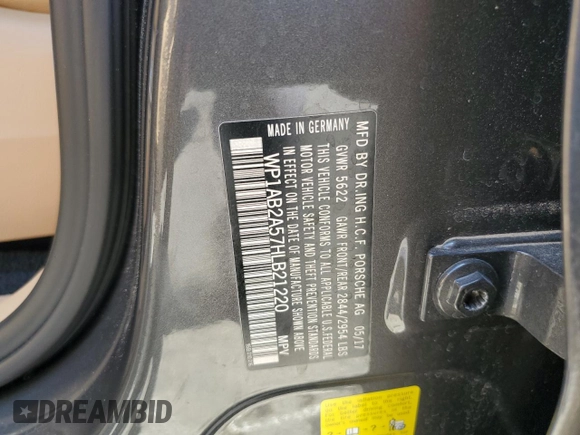 MFD BY DR.ING H.C.F. PORSCHE AG 05/17
GVWR 5622 GAWR FRONT/REAR 2844/2954 LBS
THIS VEHICLE CONFORMS TO ALL APPLICABLE U.S.FEDERAL
MOTOR VEHICLE SAFETY AND THEFT PREVENTION STANDARDS
IN EFFECT ON THE DATE OF MANUFACTURE SHOWN ABOVE
WP1AB2A57HLB21220 MPV
MADE IN GERMANY
DREAMBID